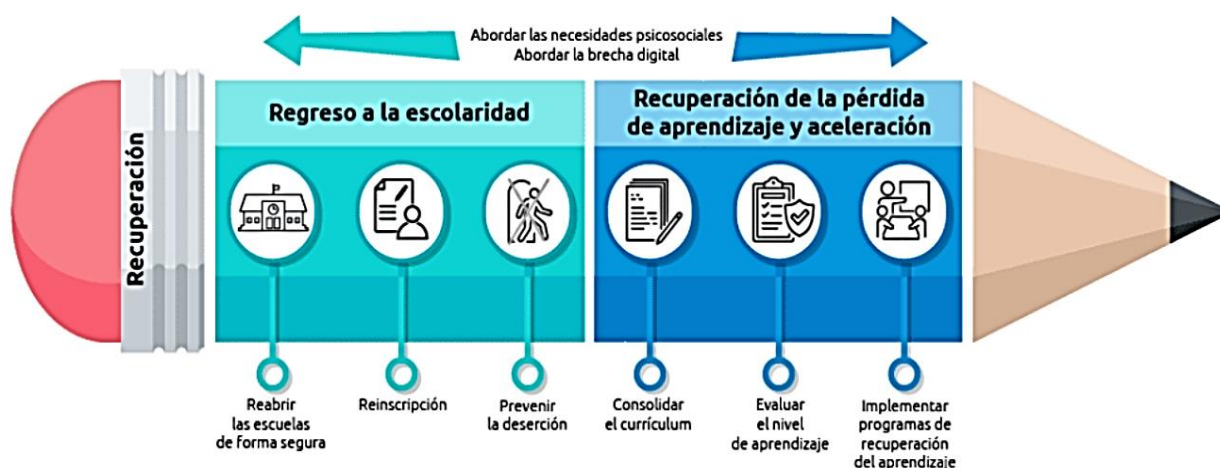 Abordar las necesidades psicosociales
Abordar la brecha digital
Recuperación
Regreso a la escolaridad
Recuperación de la pérdida
de aprendizaje y aceleración
Reabrir
las escuelas
de forma segura
Reinscripción
Prevenir
la deserción
Consolidar
el currículum
Evaluar
el nivel
de aprendizaje
Implementar
programas de
recuperación
del aprendizaje